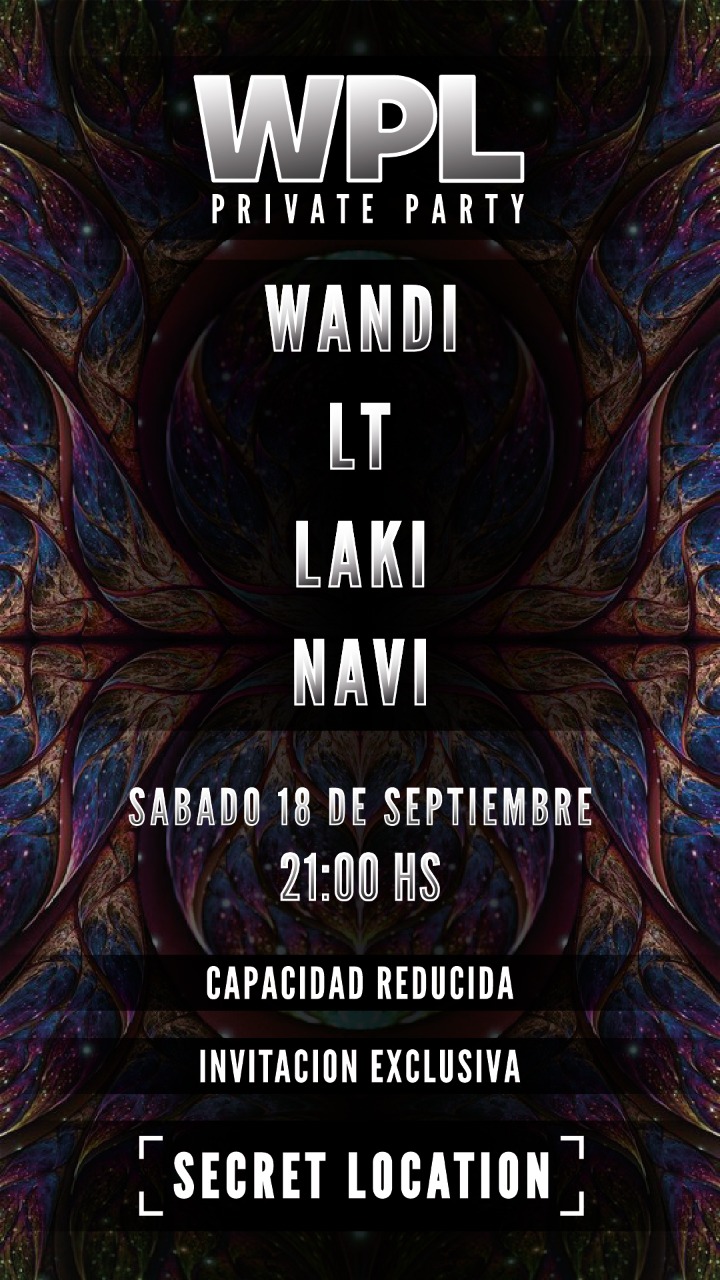 WPL
PRIVATE PARTY
WANDI
LT
LAKI
NAVI
SABADO 18 DE SEPTIEMBRE
21:00 HS
CAPACIDAD REDUCIDA
INVITACION EXCLUSIVA
SECRET LOCATION